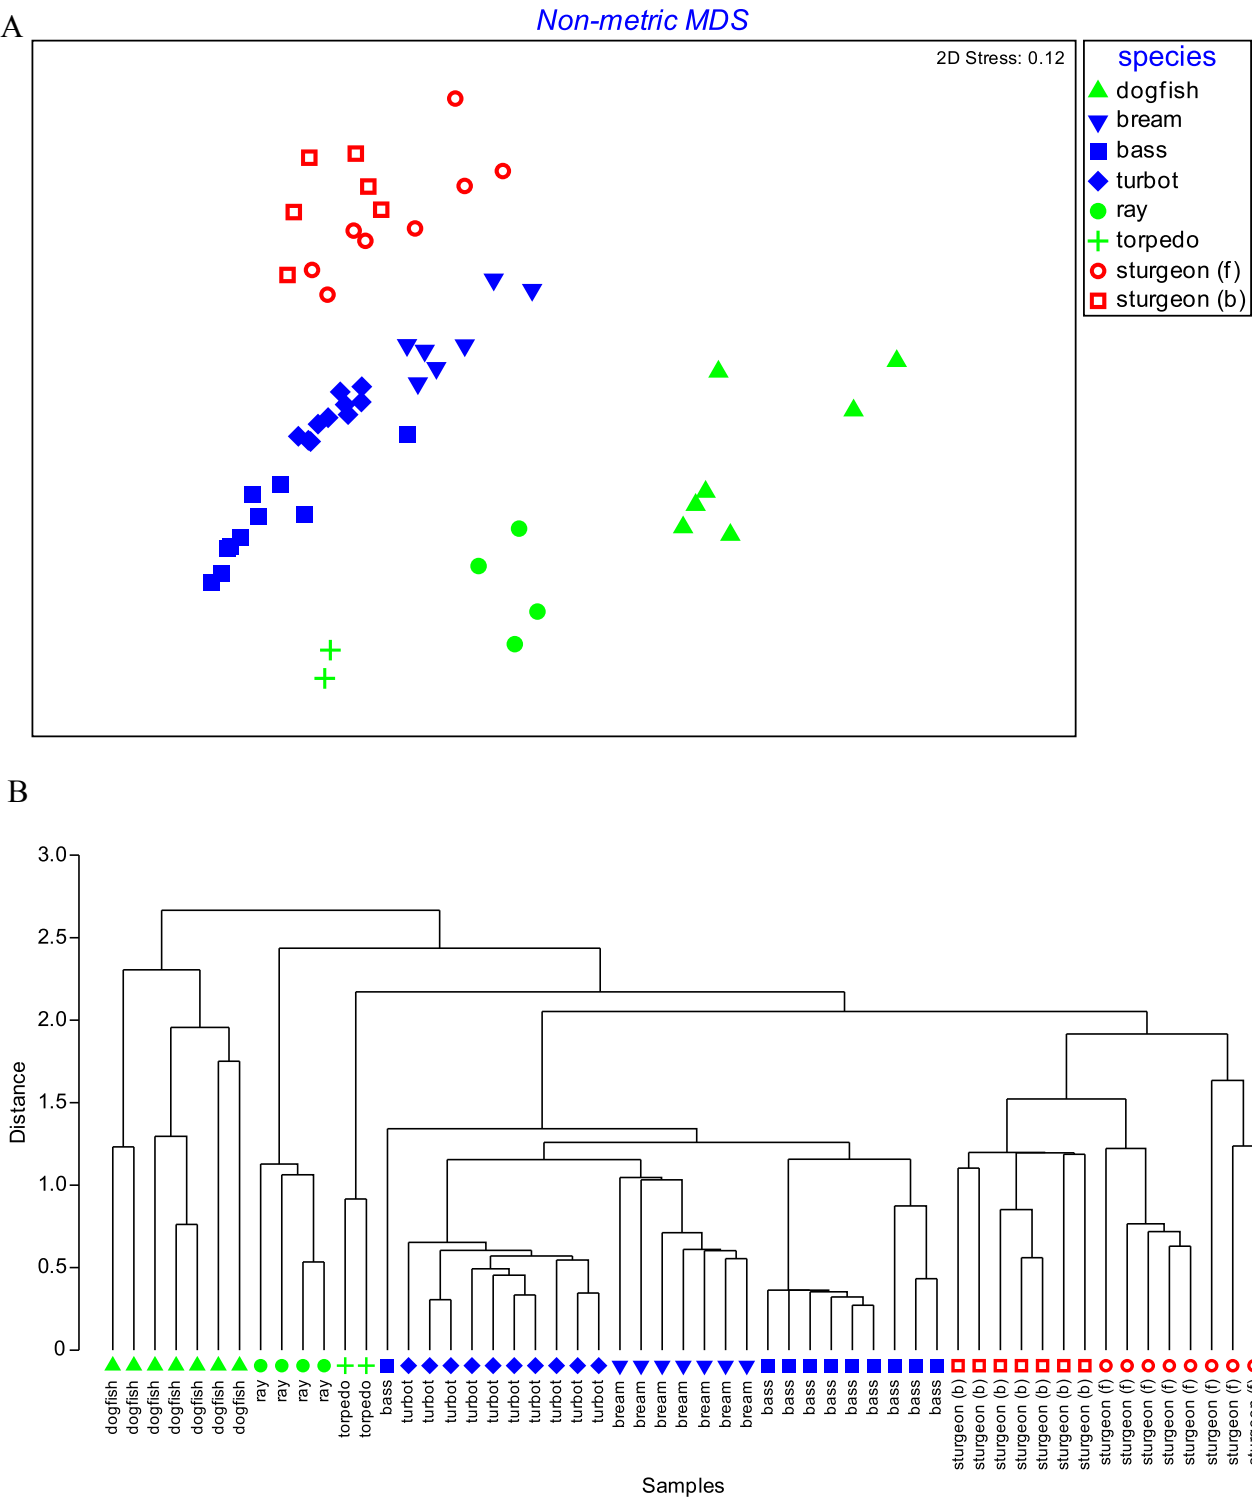 A
Non-metric MDS
2D Stress: 0.12
species
dogfish
bream
bass
turbot
ray
torpedo
sturgeon (f)
sturgeon (b)
B
3.0
2.5
2.0
1.5
1.0
0.5
0
Distance
dogfish
dogfish
dogfish
dogfish
dogfish
dogfish
dogfish
ray
ray
ray
ray
torpedo
torpedo
bass
turbot
turbot
turbot
turbot
turbot
turbot
turbot
turbot
turbot
turbot
bream
bream
bream
bream
bream
bream
bream
bass
bass
bass
bass
bass
bass
bass
bass
bass
sturgeon (b)
sturgeon (b)
sturgeon (b)
sturgeon (b)
sturgeon (b)
sturgeon (b)
sturgeon (b)
sturgeon (f)
sturgeon (f)
sturgeon (f)
sturgeon (f)
sturgeon (f)
sturgeon (f)
sturgeon (f)
Samples